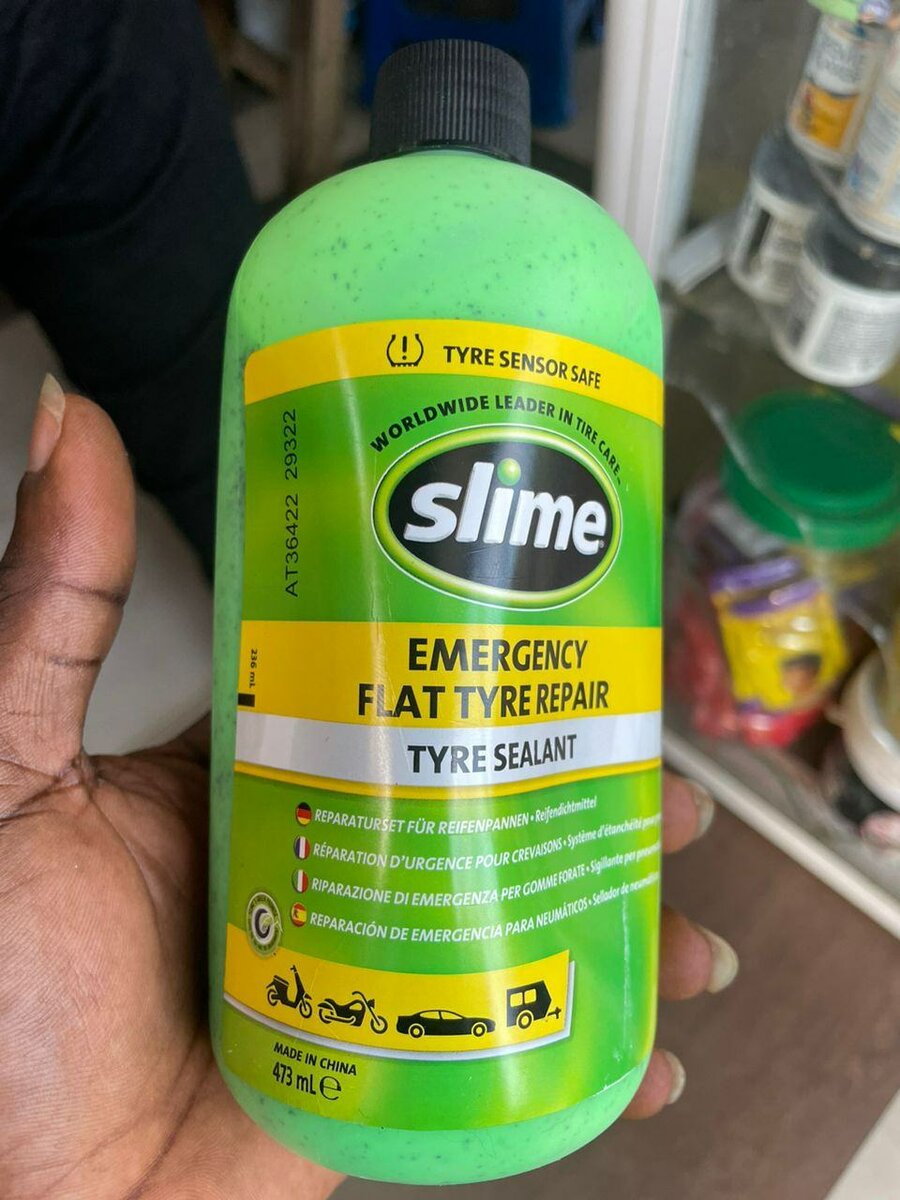 TYRE SENSOR SAFE
WORLDWIDE LEADER IN TIRE CARE™
slime
AT36422 29322
236 mL
EMERGENCY
FLAT TYRE REPAIR
TYRE SEALANT
REPARATURSET FÜR REIFENPANNEN • Reifendichtmittel
RÉPARATION D'URGENCE POUR CREVAISONS • Système d'étanchéité
RIPARAZIONE DI EMERGENZA PER GOMME FORATE • Sigillante per
REPARACIÓN DE EMERGENCIA PARA NEUMÁTICOS • Sellador de
MADE IN CHINA
473 mL e